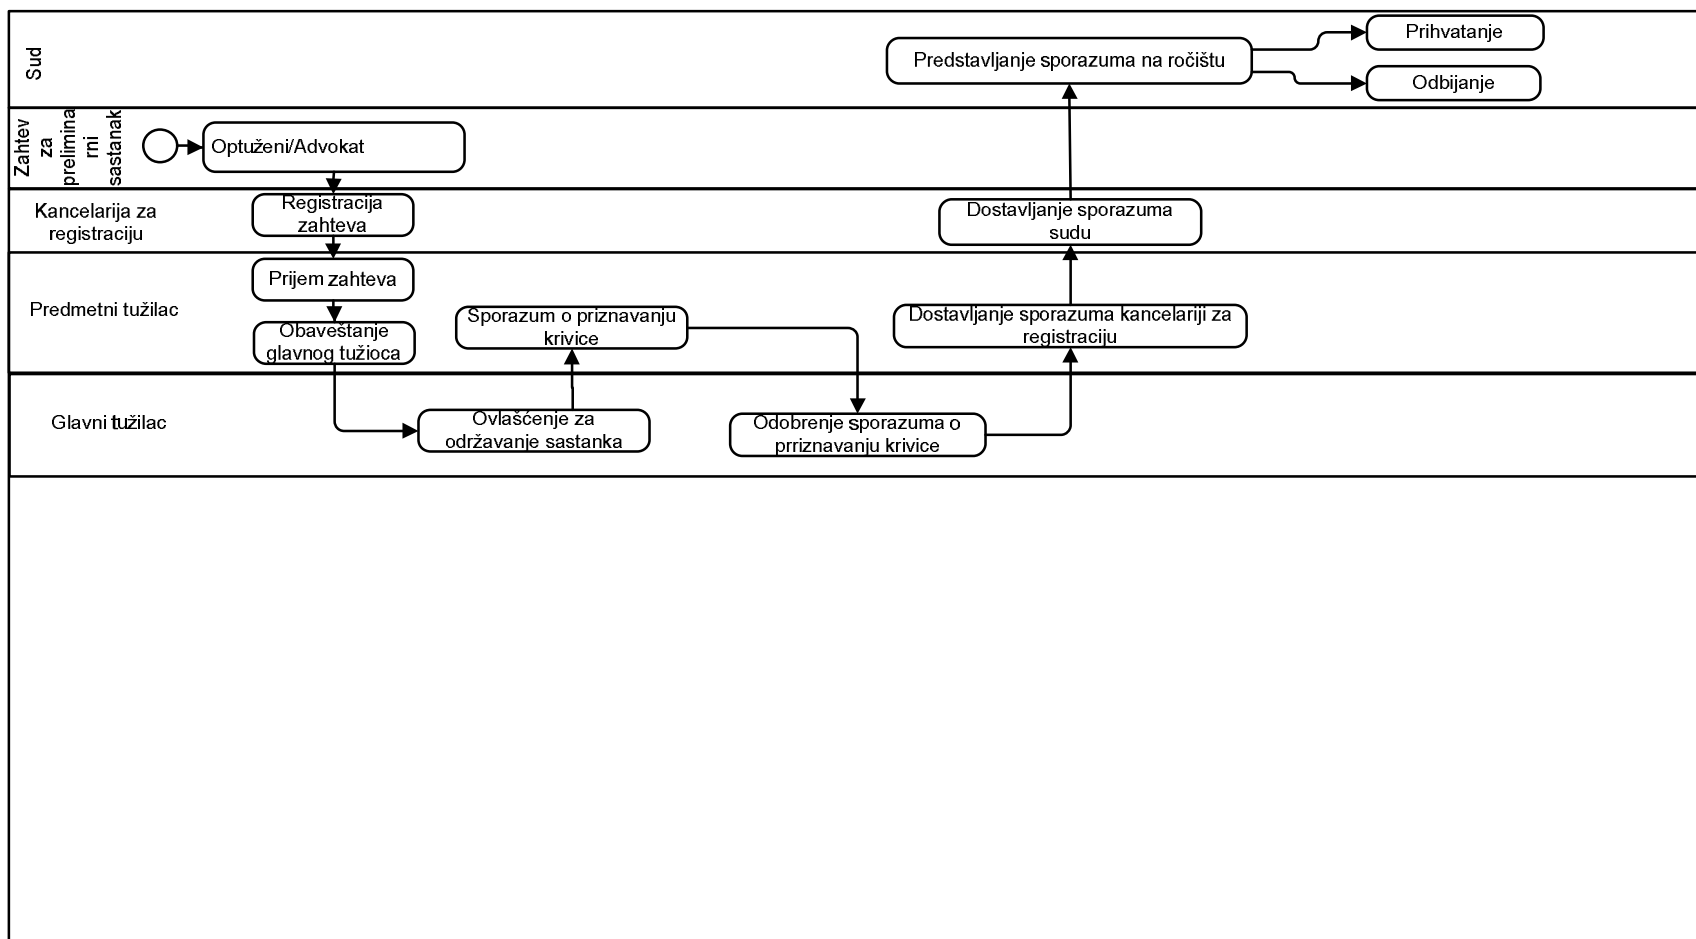 Sud
Predstavljanje sporazuma na ročištu
Prihvatanje
Odbijanje
Zahtev
za
prelimina
rni
sastanak
Optuženi/Advokat
Kancelarija za
registraciju
Registracija
zahteva
Dostavljanje sporazuma
sudu
Predmetni tužilac
Prijem zahteva
Obaveštanje
glavnog tužioca
Sporazum o priznavanju
krivice
Dostavljanje sporazuma kancelariji za
registraciju
Glavni tužilac
Ovlašćenje za
održavanje sastanka
Odobrenje sporazuma o
prriznavanju krivice